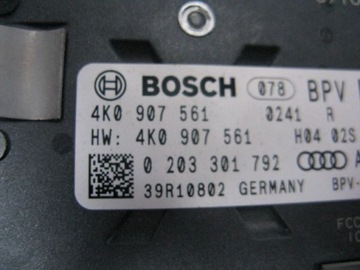 BOSCH 078 BPV
4K0 907 561 0241 R
HW: 4K0 907 561 H04 02S
0 203 301 792
39R10802 GERMANY BPV-
FCC